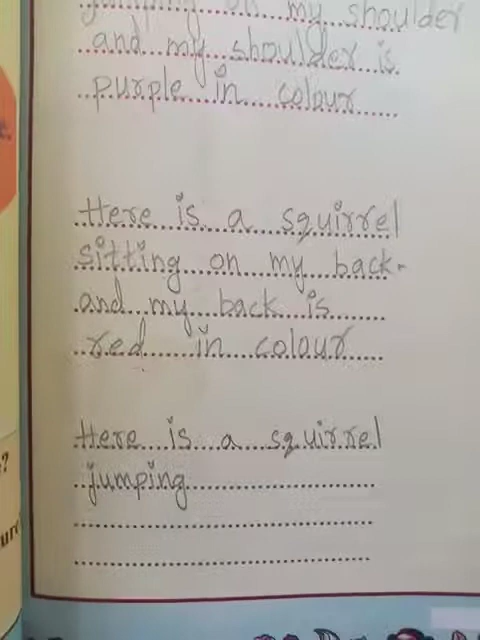 jumping on my shoulder
and my shoulder is
purple in colour
Here is a squirrel
sitting on my back
and my back is
red in colour
Here is a squirrel
jumping
?